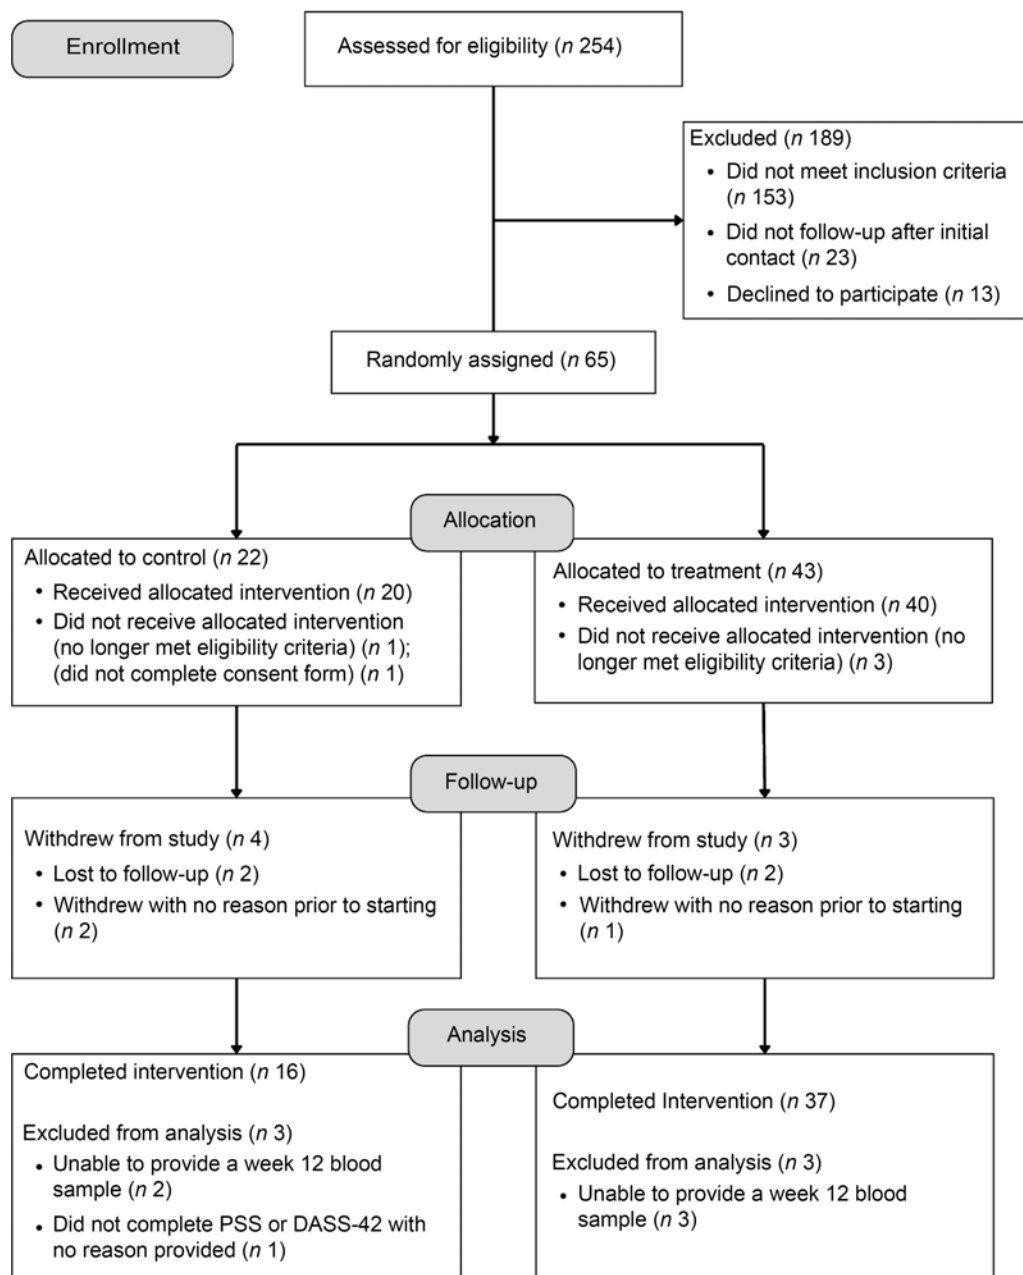 Enrollment
Assessed for eligibility (n 254)
Excluded (n 189)
• Did not meet inclusion criteria
(n 153)
• Did not follow-up after initial
contact (n 23)
• Declined to participate (n 13)
Randomly assigned (n 65)
Allocation
Allocated to control (n 22)
• Received allocated intervention (n 20)
• Did not receive allocated intervention
(no longer met eligibility criteria) (n 1);
(did not complete consent form) (n 1)
Allocated to treatment (n 43)
• Received allocated intervention (n 40)
• Did not receive allocated intervention (no
longer met eligibility criteria) (n 3)
Follow-up
Withdrew from study (n 4)
• Lost to follow-up (n 2)
• Withdrew with no reason prior to starting
(n 2)
Withdrew from study (n 3)
• Lost to follow-up (n 2)
• Withdrew with no reason prior to starting
(n 1)
Analysis
Completed intervention (n 16)
Excluded from analysis (n 3)
• Unable to provide a week 12 blood
sample (n 2)
• Did not complete PSS or DASS-42 with
no reason provided (n 1)
Completed Intervention (n 37)
Excluded from analysis (n 3)
• Unable to provide a week 12 blood
sample (n 3)